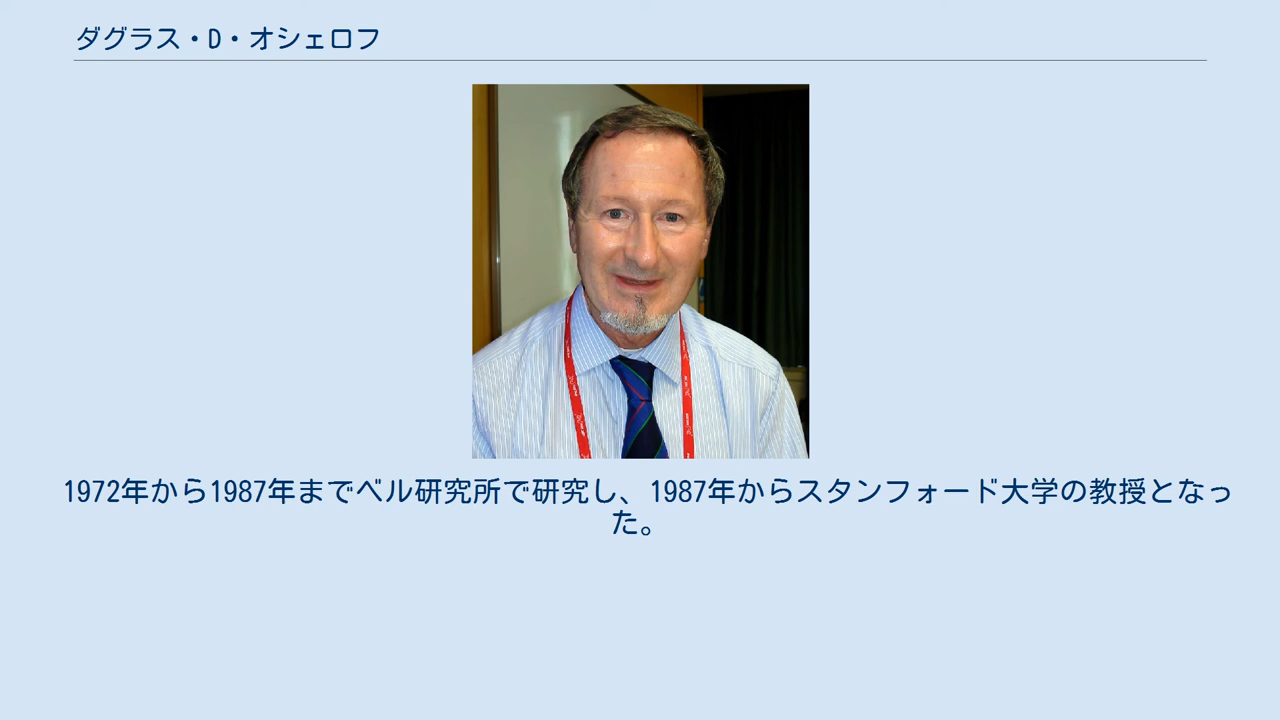 ダグラス・D・オシェロフ
1972年から1987年までベル研究所で研究し、1987年からスタンフォード大学の教授となっ
た。